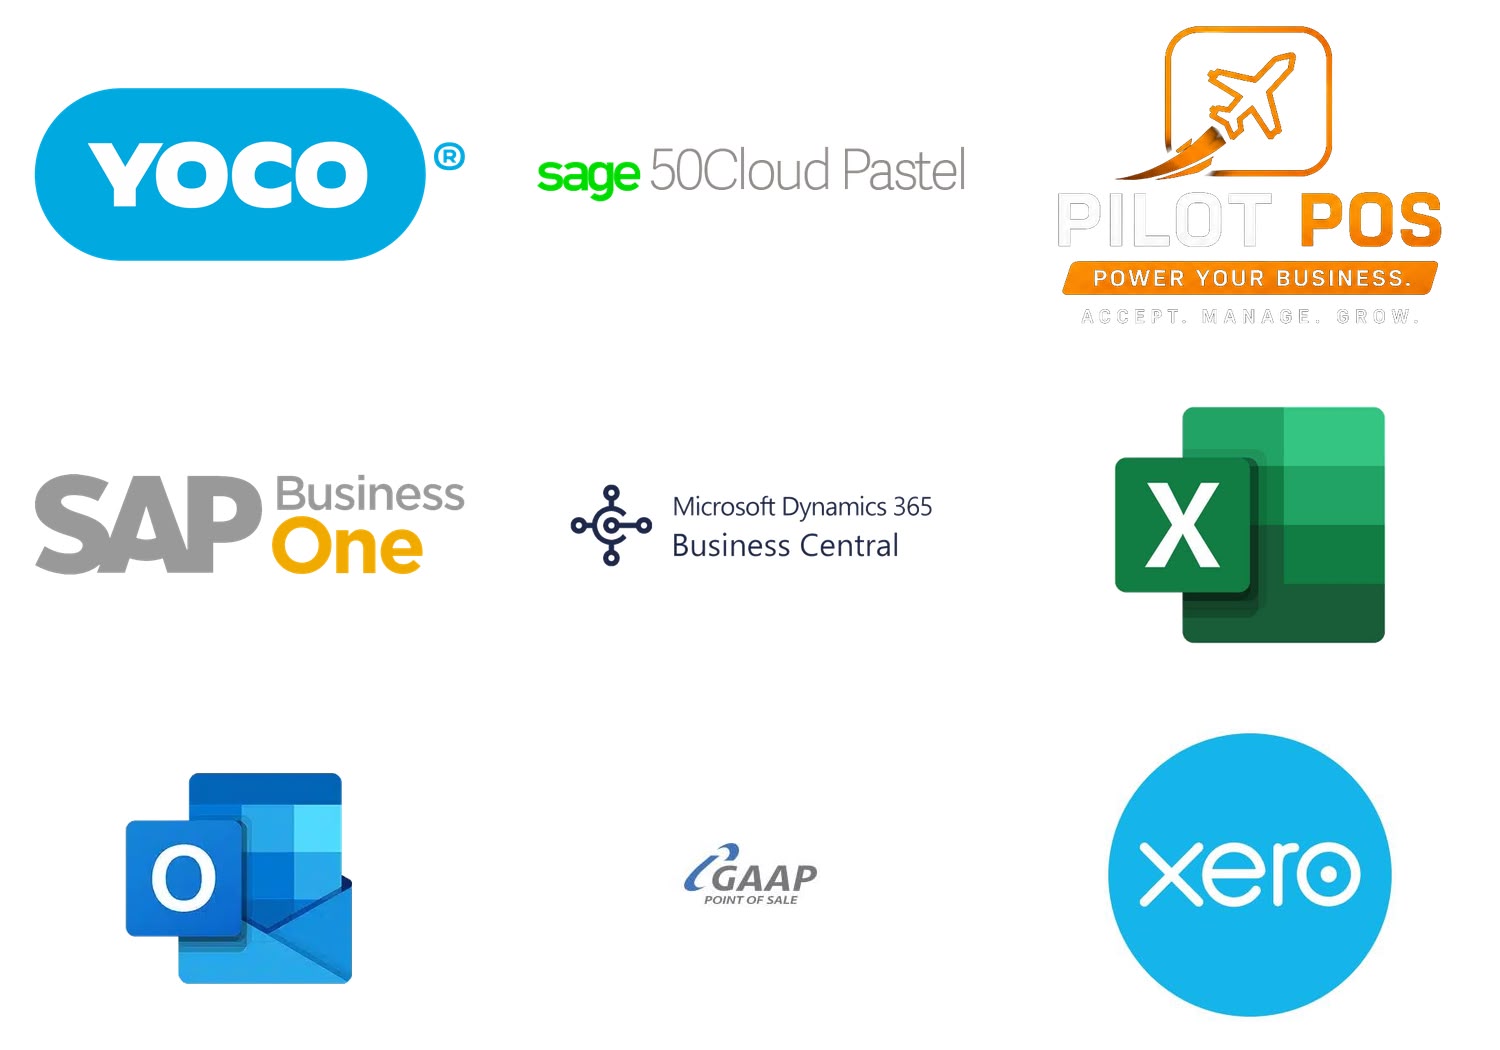 YOCO ®
sage 50Cloud Pastel
PILOT POS
POWER YOUR BUSINESS.
ACCEPT. MANAGE. GROW.
SAP Business
One
Microsoft Dynamics 365
Business Central
X
O
GAAP
POINT OF SALE
xero